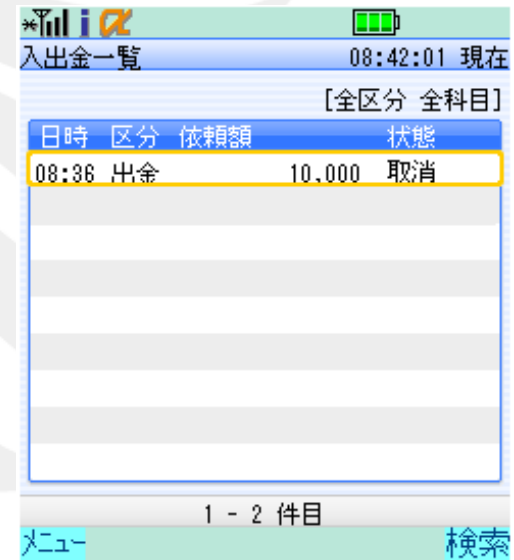 i α
入出金一覧 08:42:01 現在
[全区分 全科目]
日時 区分 依頼額 状態
08:36 出金 10,000 取消
1 - 2 件目
メニュー 検索